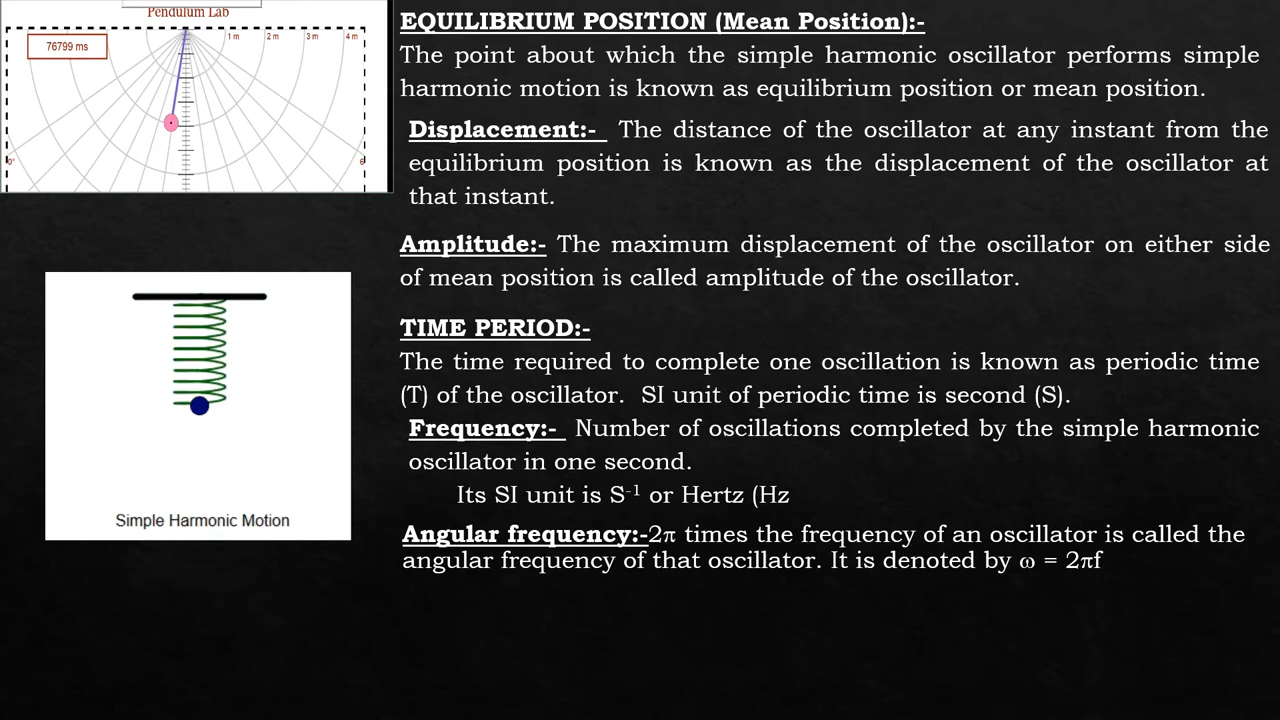 Pendulum Lab
76799 ms
1 m 2 m 3 m 4 m
0° 6
EQUILIBRIUM POSITION (Mean Position):-
The point about which the simple harmonic oscillator performs simple
harmonic motion is known as equilibrium position or mean position.
Displacement:- The distance of the oscillator at any instant from the
equilibrium position is known as the displacement of the oscillator at
that instant.
Amplitude:- The maximum displacement of the oscillator on either side
of mean position is called amplitude of the oscillator.
TIME PERIOD:-
The time required to complete one oscillation is known as periodic time
(T) of the oscillator. SI unit of periodic time is second (S).
Frequency:- Number of oscillations completed by the simple harmonic
oscillator in one second.
Its SI unit is S⁻¹ or Hertz (Hz
Angular frequency:-2π times the frequency of an oscillator is called the
angular frequency of that oscillator. It is denoted by ω = 2πf
Simple Harmonic Motion